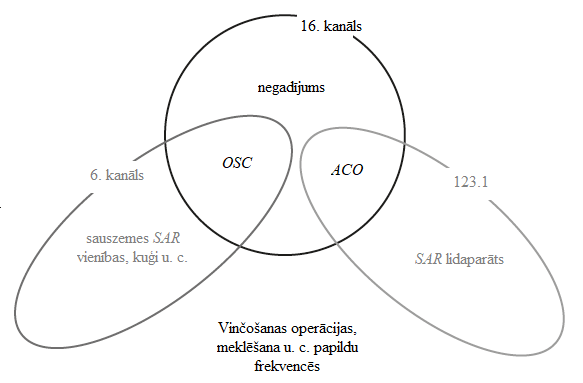 16. kanāls
negadījums
OSC
ACO
6. kanāls
123.1
sauszemes SAR
vienības, kuģi u. c.
SAR lidaparāts
Vinčošanas operācijas,
meklēšana u. c. papildu
frekvencēs